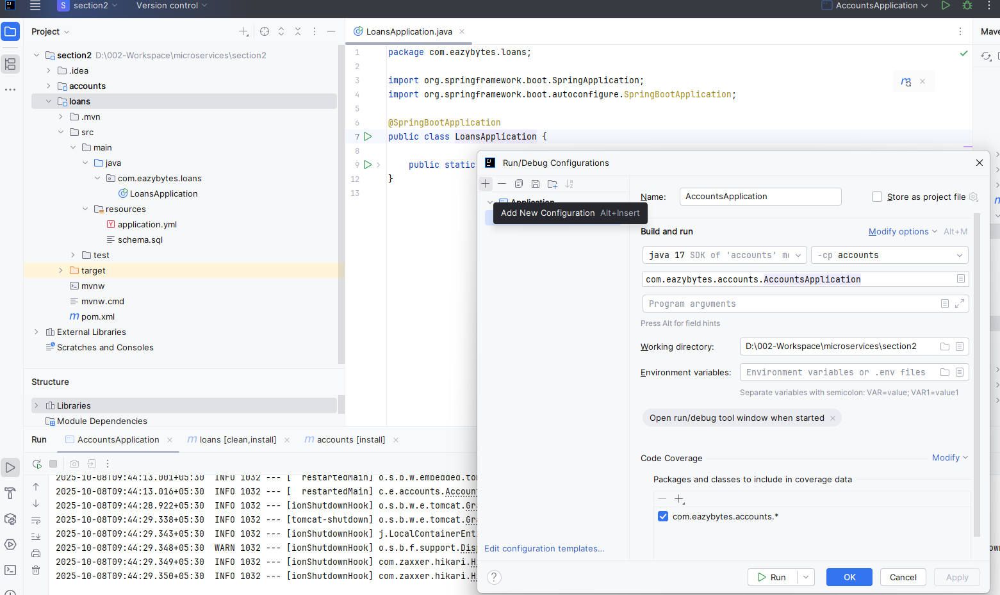 S section2 Version control AccountsApplication
Project
LoansApplication.java
section2 D:\002-Workspace\microservices\section2
.idea
accounts
loans
.mvn
src
main
java
com.eazybytes.loans
LoansApplication
resources
application.yml
schema.sql
test
target
mvnw
mvnw.cmd
pom.xml
External Libraries
Scratches and Consoles
Structure
Libraries
Module Dependencies
1 package com.eazybytes.loans;
2
3 import org.springframework.boot.SpringApplication;
4 import org.springframework.boot.autoconfigure.SpringBootApplication;
5
6 @SpringBootApplication
7 public class LoansApplication {
8
9 public static
12 }
13
Run/Debug Configurations
Application
Add New Configuration Alt+Insert
Edit configuration templates...
Name: AccountsApplication Store as project file
Build and run Modify options Alt+M
java 17 SDK of 'accounts' -cp accounts
com.eazybytes.accounts.AccountsApplication
Program arguments
Press Alt for field hints
Working directory: D:\002-Workspace\microservices\section2
Environment variables: Environment variables or .env files
Separate variables with semicolon: VAR=value; VAR1=value1
Open run/debug tool window when started
Code Coverage Modify
Packages and classes to include in coverage data
com.eazybytes.accounts.*
? Run OK Cancel Apply
Run AccountsApplication loans [clean,install] accounts [install]
2025-10-08T09:44:13.001+05:30 INFO 1032 --- [ restartedMain] o.s.b.w.embedded.
2025-10-08T09:44:13.016+05:30 INFO 1032 --- [ restartedMain] c.e.accounts.
2025-10-08T09:44:28.922+05:30 INFO 1032 --- [ionShutdownHook] o.s.b.w.e.tomcat.
2025-10-08T09:44:29.338+05:30 INFO 1032 --- [tomcat-shutdown] o.s.b.w.e.tomcat.
2025-10-08T09:44:29.343+05:30 INFO 1032 --- [ionShutdownHook] j.LocalContainerEnt
2025-10-08T09:44:29.348+05:30 WARN 1032 --- [ionShutdownHook] o.s.b.f.support.Disp
2025-10-08T09:44:29.349+05:30 INFO 1032 --- [ionShutdownHook] com.zaxxer.hikari.
2025-10-08T09:44:29.350+05:30 INFO 1032 --- [ionShutdownHook] com.zaxxer.hikari.